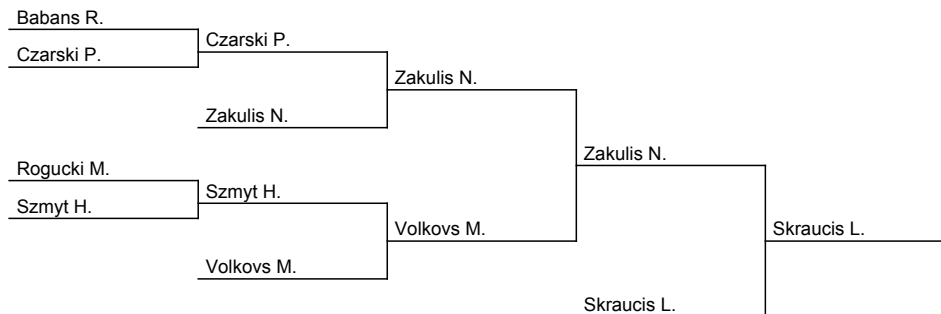 Babans R.
Czarski P.
Czarski P.
Zakulis N.
Zakulis N.
Zakulis N.
Rogucki M.
Szmyt H.
Szmyt H.
Volkovs M.
Skraucis L.
Volkovs M.
Skraucis L.